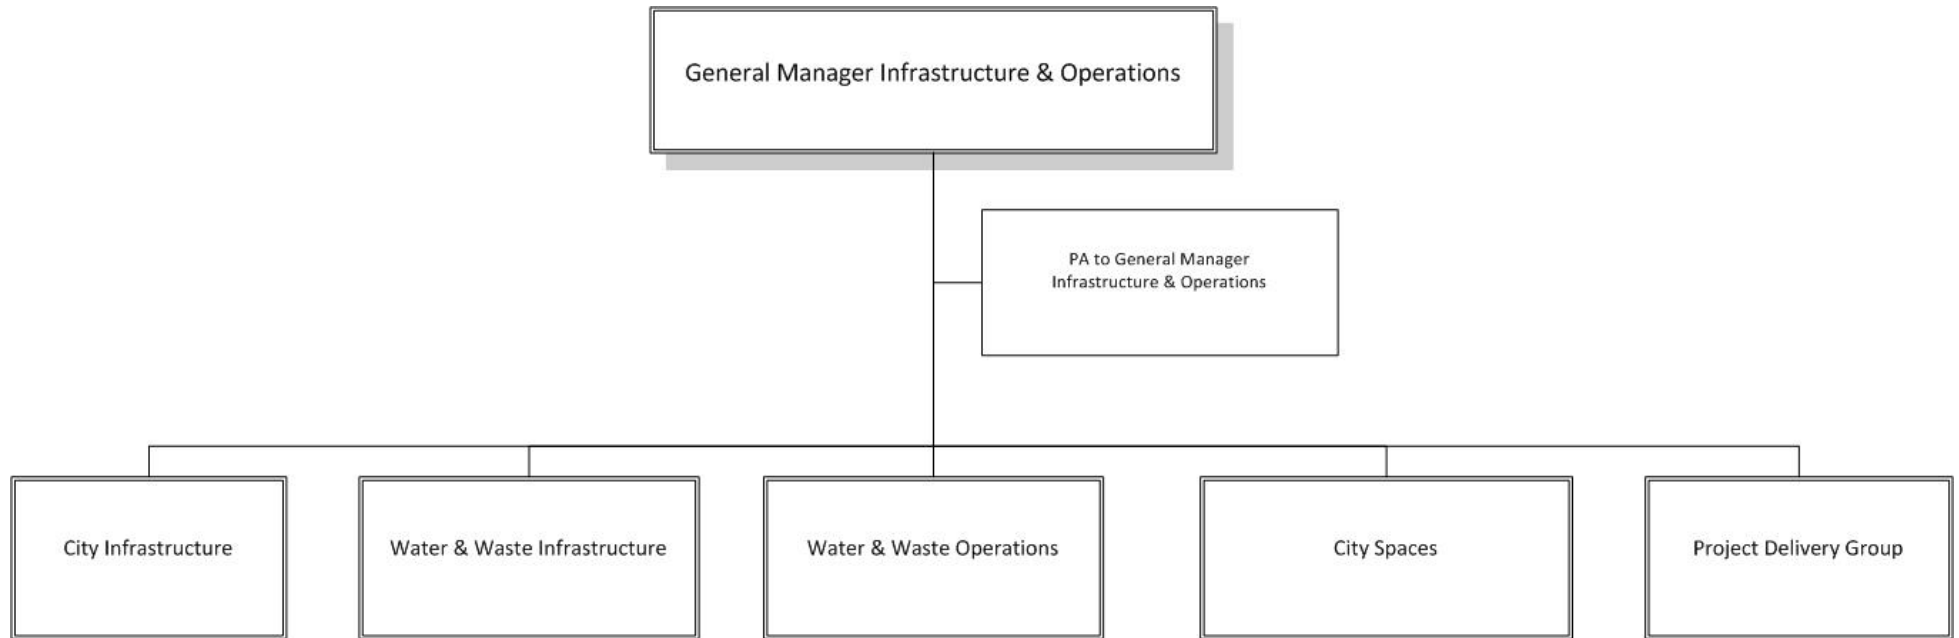 General Manager Infrastructure & Operations
PA to General Manager
Infrastructure & Operations
City Infrastructure
Water & Waste Infrastructure
Water & Waste Operations
City Spaces
Project Delivery Group